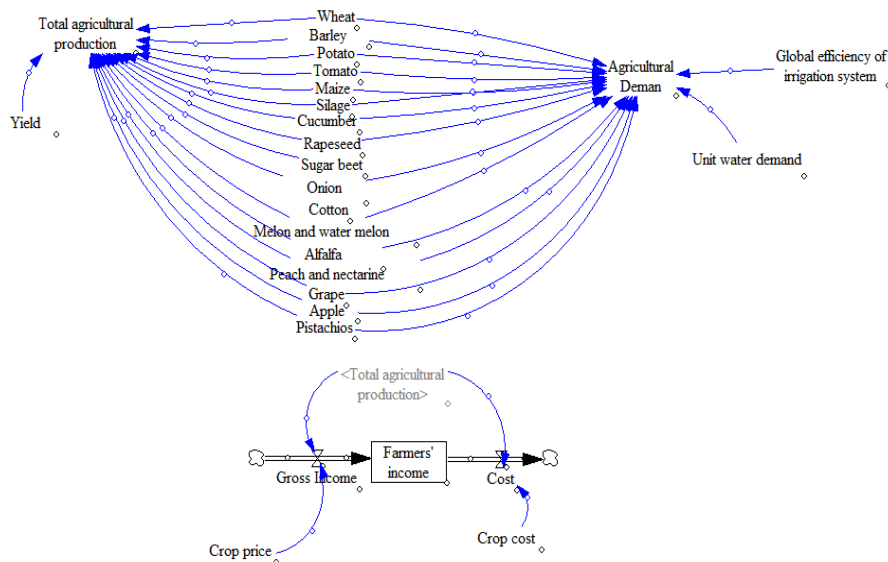 Wheat
Total agricultural
production
Barley
Potato
Tomato
Agricultural
Deman
Global efficiency of
irrigation system
Maize
Silage
Cucumber
Yield
Rapeseed
Sugar beet
Unit water demand
Onion
Cotton
Melon and water melon
Alfalfa
Peach and nectarine
Grape
Apple
Pistachios
<Total agricultural
production>
Farmers'
income
Gross Income
Cost
Crop price
Crop cost